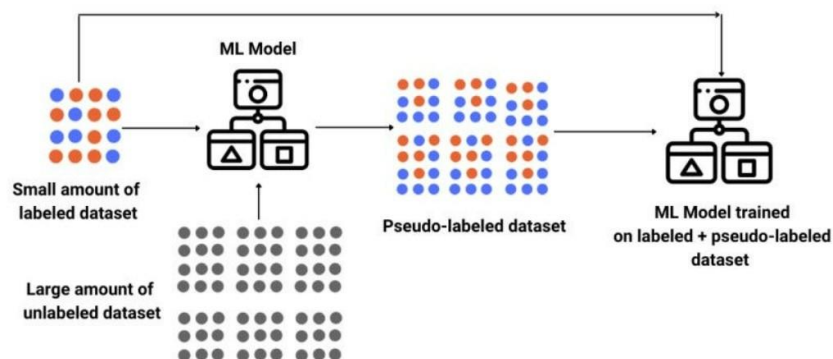 ML Model
Small amount of
labeled dataset
Pseudo-labeled dataset
ML Model trained
on labeled + pseudo-labeled
dataset
Large amount of
unlabeled dataset